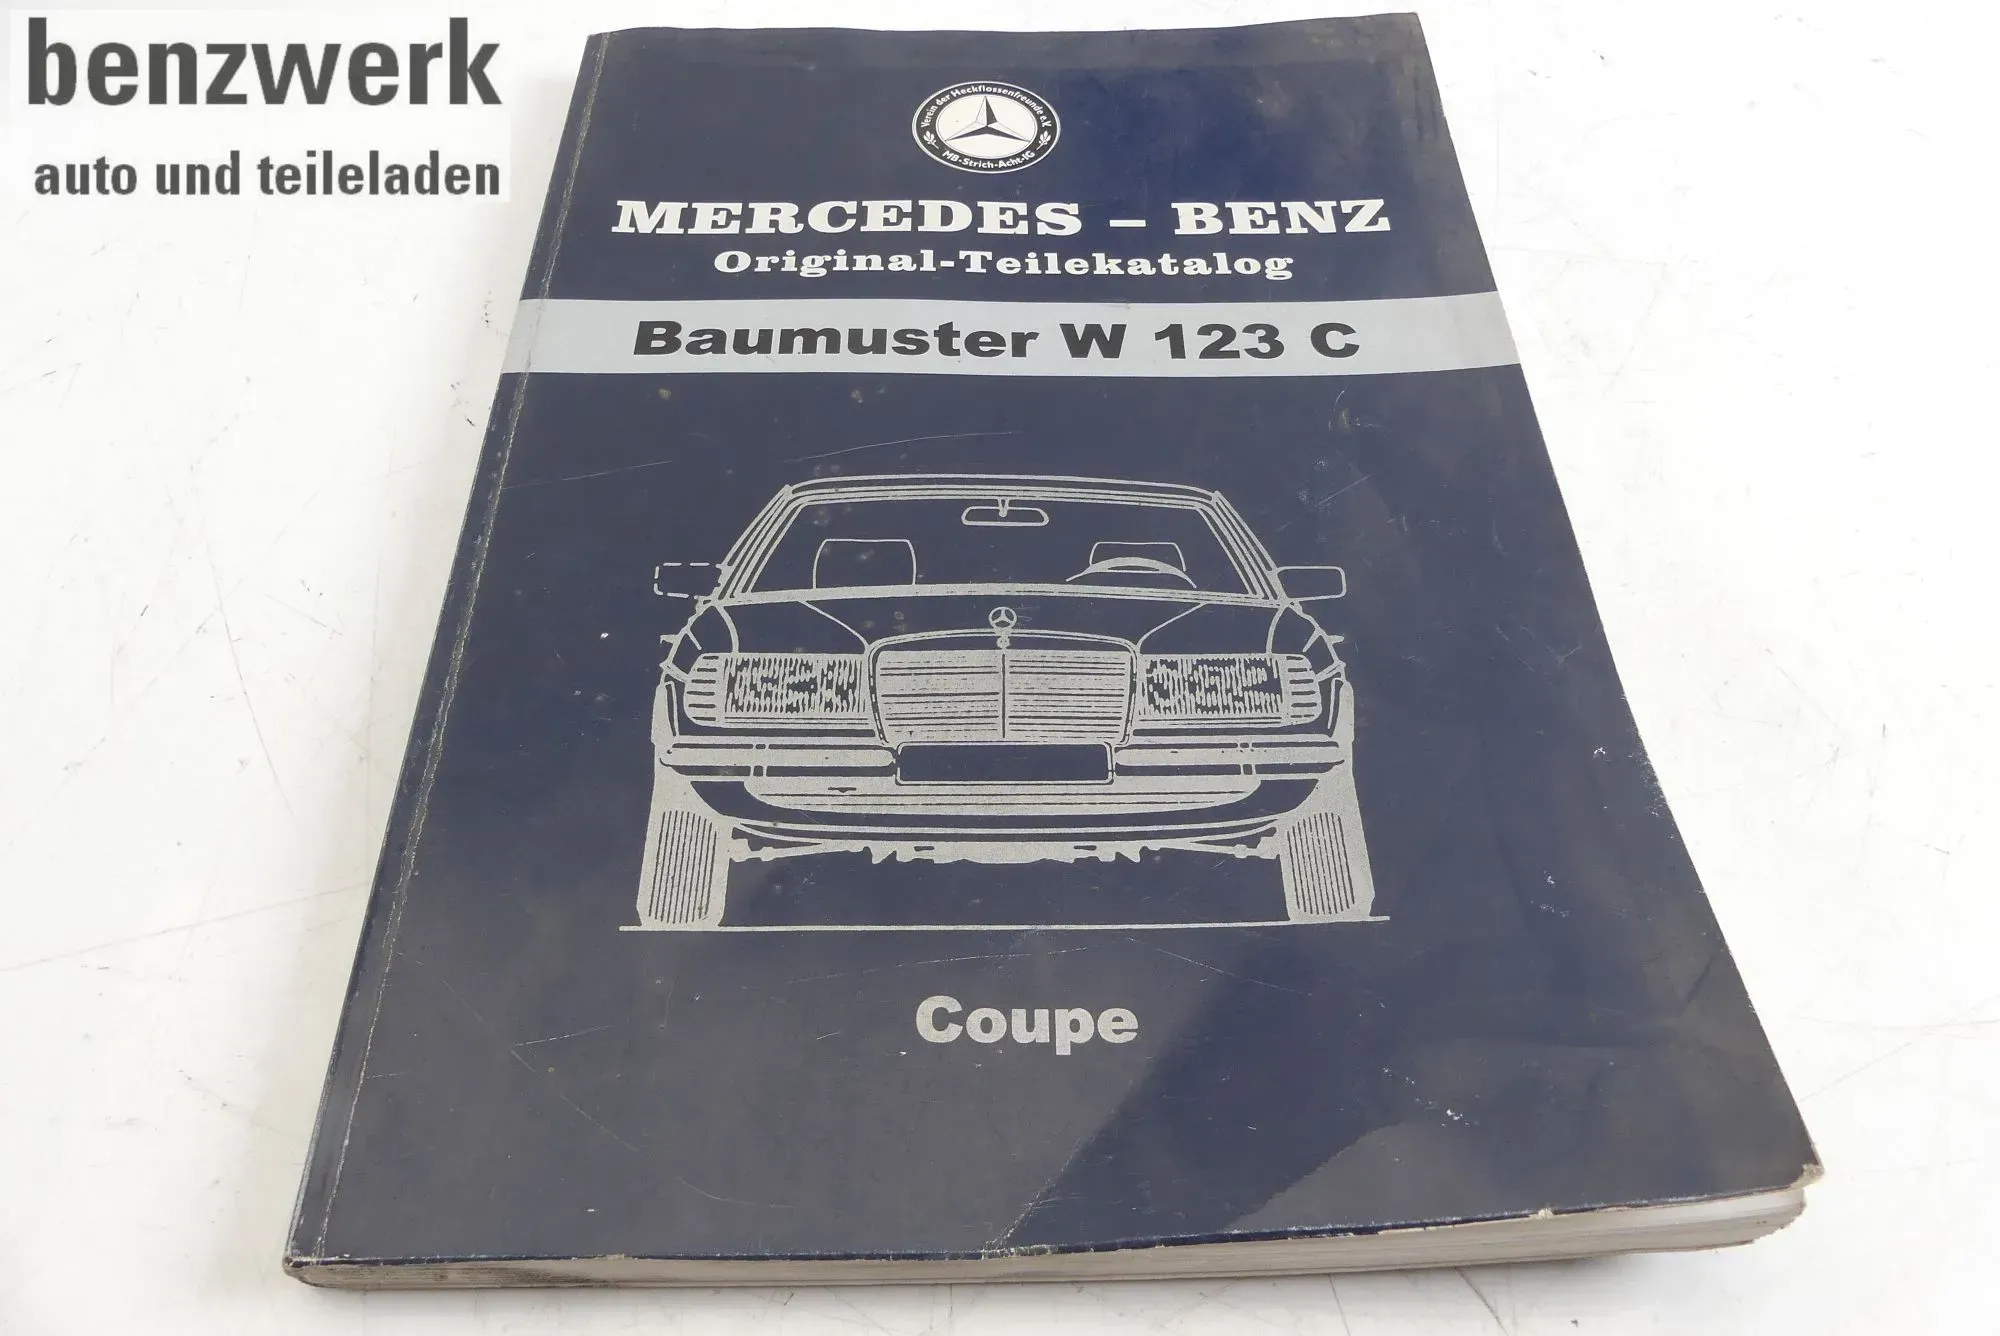 benzwerk
auto und teileladen
Verein der Heckflossenfreunde e.V.
MB-Strich-Acht-IG
MERCEDES - BENZ
Original-Teilekatalog
Baumuster W 123 C
Coupe